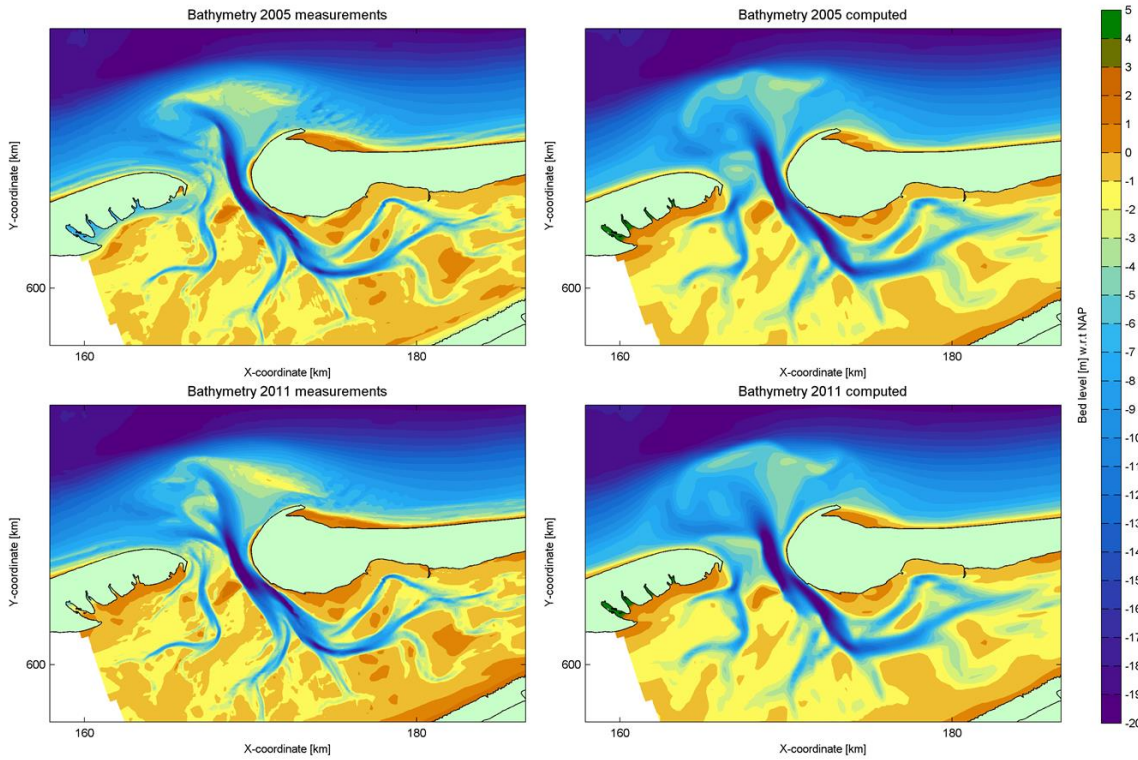 Bathymetry 2005 measurements
Y-coordinate [km]
600
160
180
X-coordinate [km]
Bathymetry 2005 computed
Y-coordinate [km]
600
160
180
X-coordinate [km]
Bathymetry 2011 measurements
Y-coordinate [km]
600
160
180
X-coordinate [km]
Bathymetry 2011 computed
Y-coordinate [km]
600
160
180
X-coordinate [km]
Bed level [m] w.r.t NAP
5
4
3
2
1
0
-1
-2
-3
-4
-5
-6
-7
-8
-9
-10
-11
-12
-13
-14
-15
-16
-17
-18
-19
-20